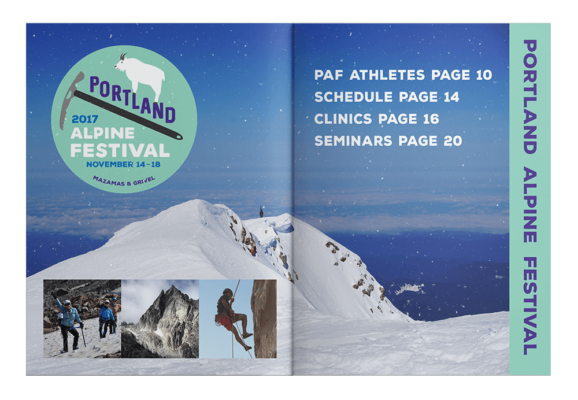 PORTLAND
2017
ALPINE
FESTIVAL
NOVEMBER 14-18
MAZAMAS & GRIVEL
PAF ATHLETES PAGE 10
SCHEDULE PAGE 14
CLINICS PAGE 16
SEMINARS PAGE 20
PORTLAND ALPINE FESTIVAL